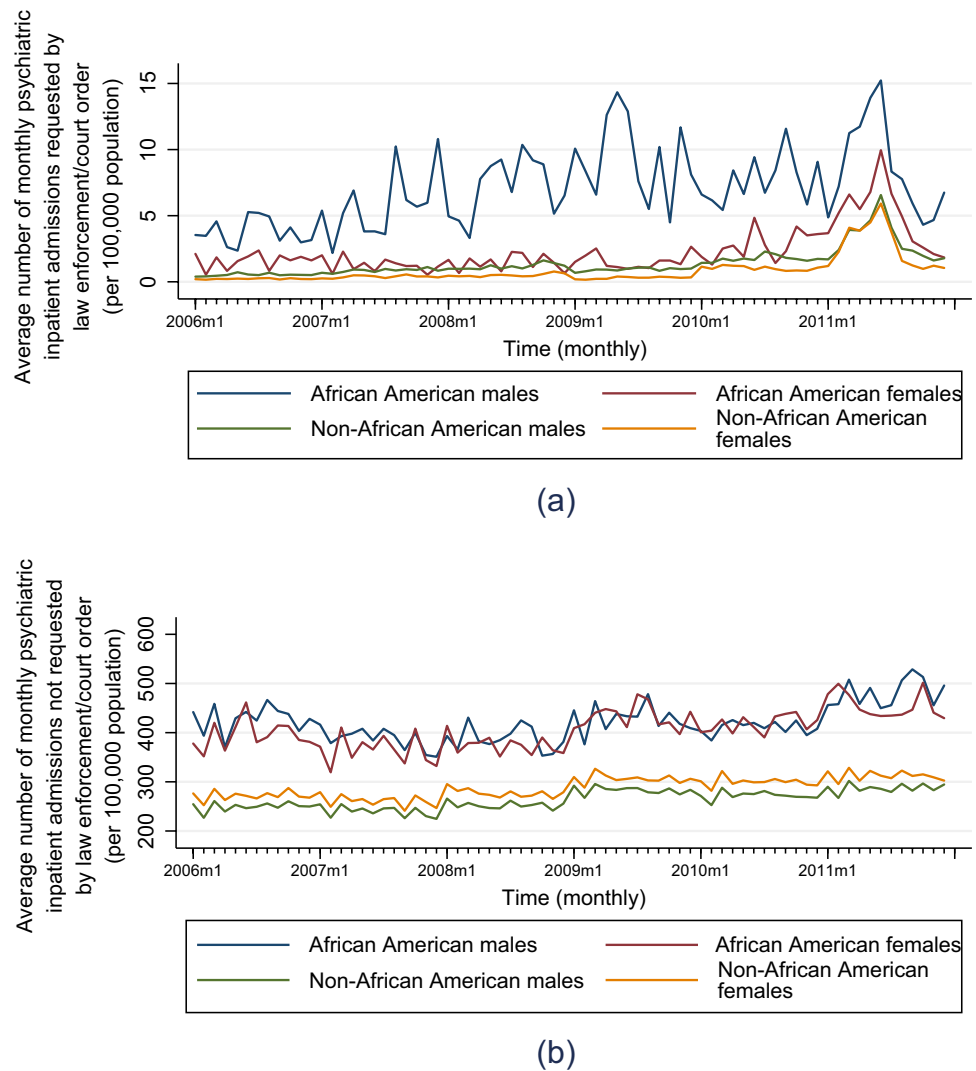 Average number of monthly psychiatric
inpatient admissions requested by
law enforcement/court order
(per 100,000 population)
15
10
5
0
2006m1 2007m1 2008m1 2009m1 2010m1 2011m1
Time (monthly)
African American males African American females
Non-African American males Non-African American
females
(a)
Average number of monthly psychiatric
inpatient admissions not requested
by law enforcement/court order
(per 100,000 population)
600
500
400
300
200
2006m1 2007m1 2008m1 2009m1 2010m1 2011m1
Time (monthly)
African American males African American females
Non-African American males Non-African American
females
(b)